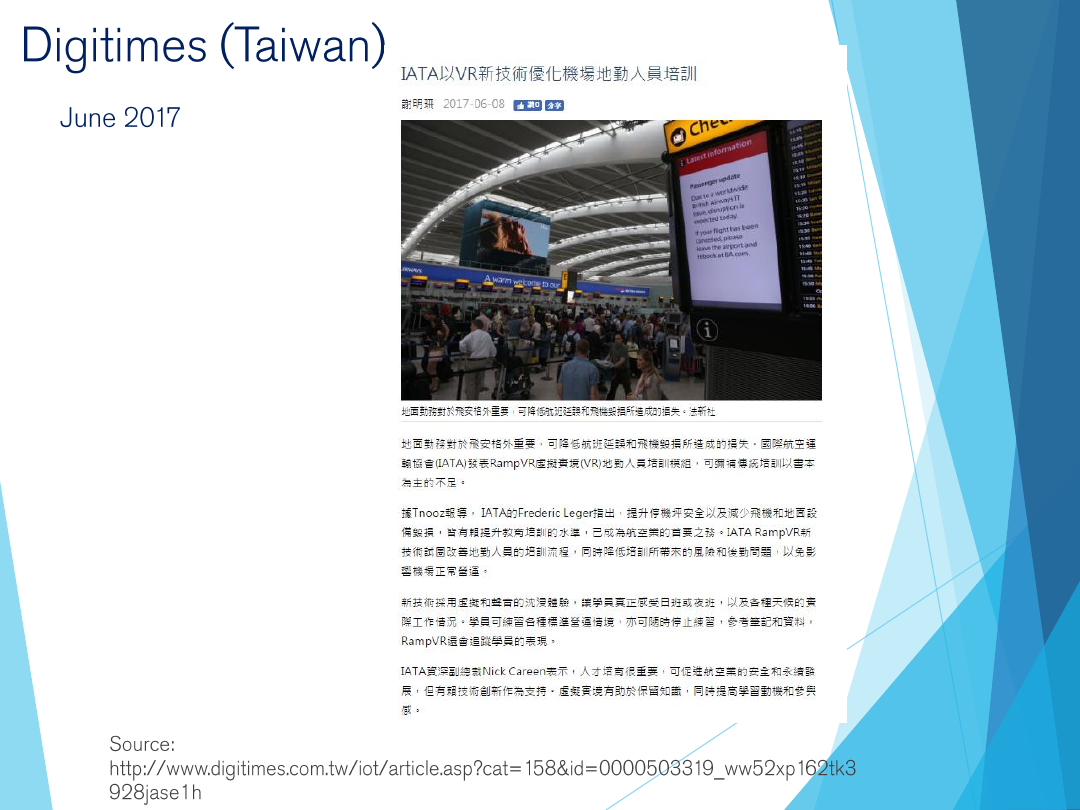 Digitimes (Taiwan)
June 2017
IATA以VR新技術優化機場地勤人員培訓
謝明珊 2017-06-08 讚 0 分享
Check
i Latest information
Passenger update
Due to a worldwide
British Airways IT
issue, disruption is
expected today.
If your flight has been
cancelled, please
leave the airport and
rebook at BA.com.
AIRWAYS
A warm welcome to our
i
地面勤務對於飛安格外重要，可降低航班延誤和飛機毀損所造成的損失。法新社
地面勤務對於飛安格外重要，可降低航班延誤和飛機毀損所造成的損失。國際航空運
輸協會(IATA)發表RampVR虛擬實境(VR)地勤人員培訓模組，可彌補傳統培訓以書本
為主的不足。
據Tnooz報導， IATA的Frederic Leger指出，提升停機坪安全以及減少飛機和地面設
備毀損，皆有賴提升教育培訓的水準，已成為航空業的首要之務。IATA RampVR新
技術試圖改善地勤人員的培訓流程，同時降低培訓所帶來的風險和後勤問題，以免影
響機場正常營運。
新技術採用虛擬和聲音的沈浸體驗，讓學員真正感受日班或夜班，以及各種天候的實
際工作情況。學員可練習各種標準營運情境，亦可隨時停止練習，參考筆記和資料，
RampVR還會追蹤學員的表現。
IATA資深副總裁Nick Careen表示，人才培育很重要，可促進航空業的安全和永續發
展，但有賴技術創新作為支持。虛擬實境有助於保留知識，同時提高學習動機和參與
感。
Source:
http://www.digitimes.com.tw/iot/article.asp?cat=158&id=0000503319_ww52xp162tk3
928jase1h